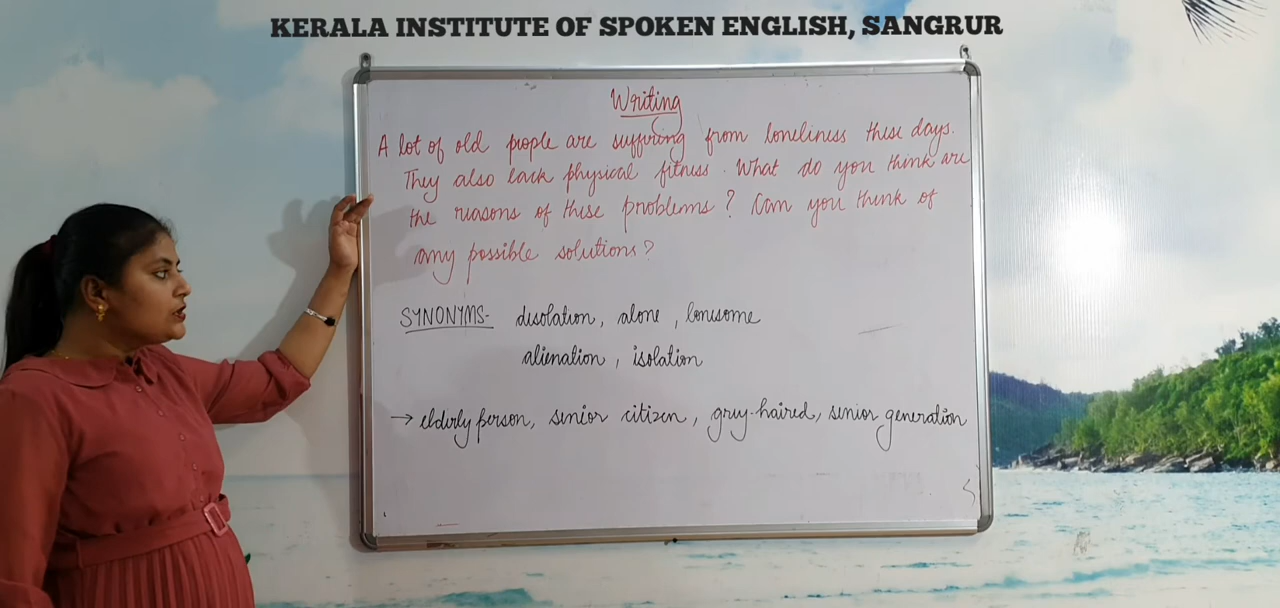 KERALA INSTITUTE OF SPOKEN ENGLISH, SANGRUR
Writing
A lot of old people are suffering from loneliness these days.
They also lack physical fitness. What do you think are
the reasons of these problems? Can you think of
any possible solutions?
SYNONYMS- desolation, alone, lonesome
alienation, isolation
→ elderly person, senior citizen, grey-haired, senior generation